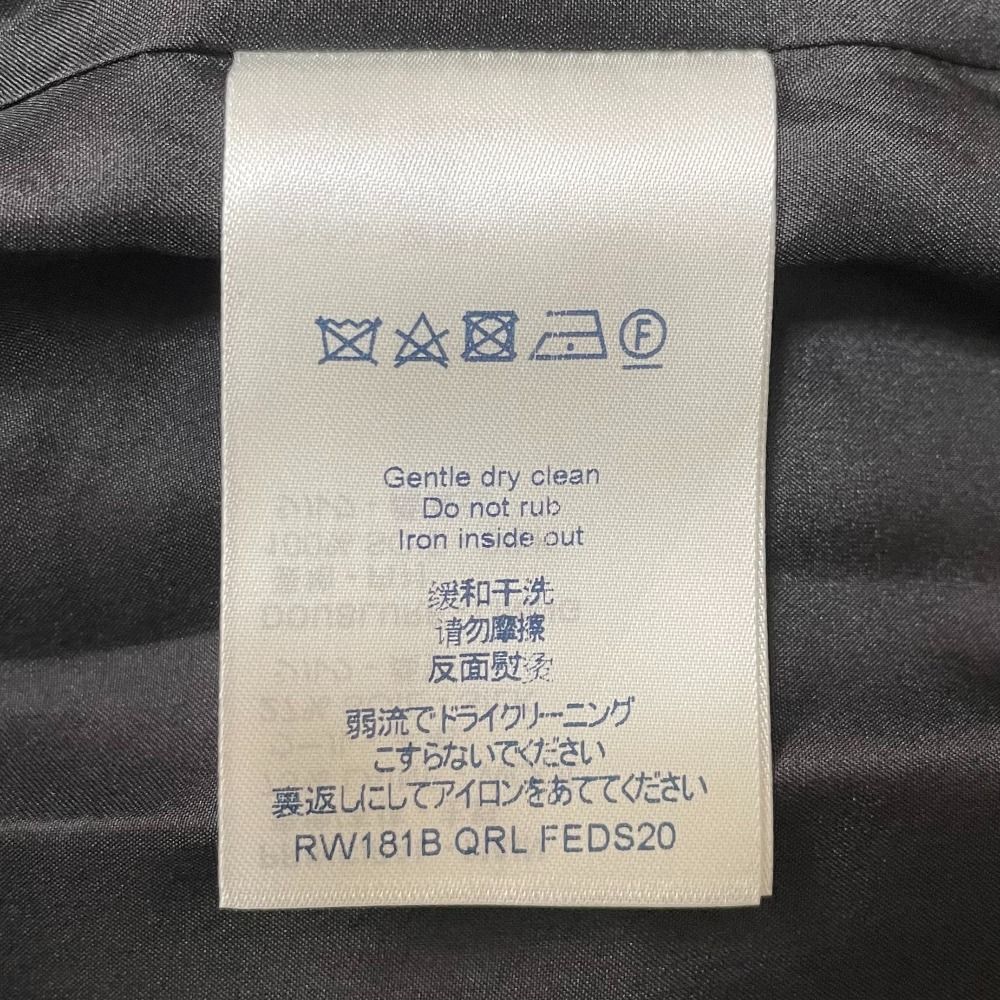 F
Gentle dry clean
Do not rub
Iron inside out
缓和干洗
请勿摩擦
反面熨烫
弱流でドライクリーニング
こすらないでください
裏返しにしてアイロンをあててください
RW181B QRL FEDS20